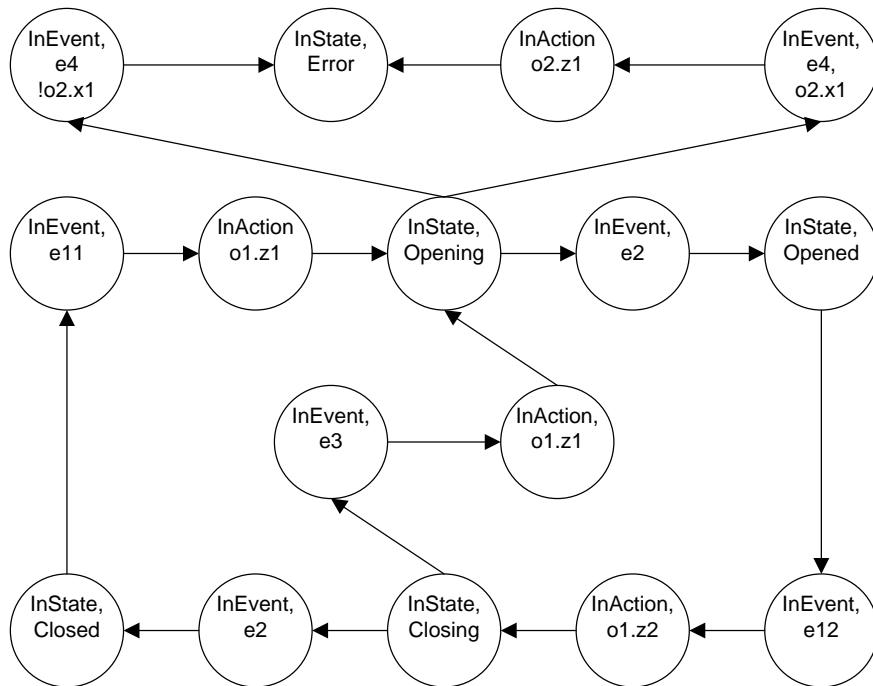 InEvent,
e4
!o2.x1
InState,
Error
InAction
o2.z1
InEvent,
e4,
o2.x1
InEvent,
e11
InAction
o1.z1
InState,
Opening
InEvent,
e2
InState,
Opened
InEvent,
e3
InAction,
o1.z1
InState,
Closed
InEvent,
e2
InState,
Closing
InAction,
o1.z2
InEvent,
e12